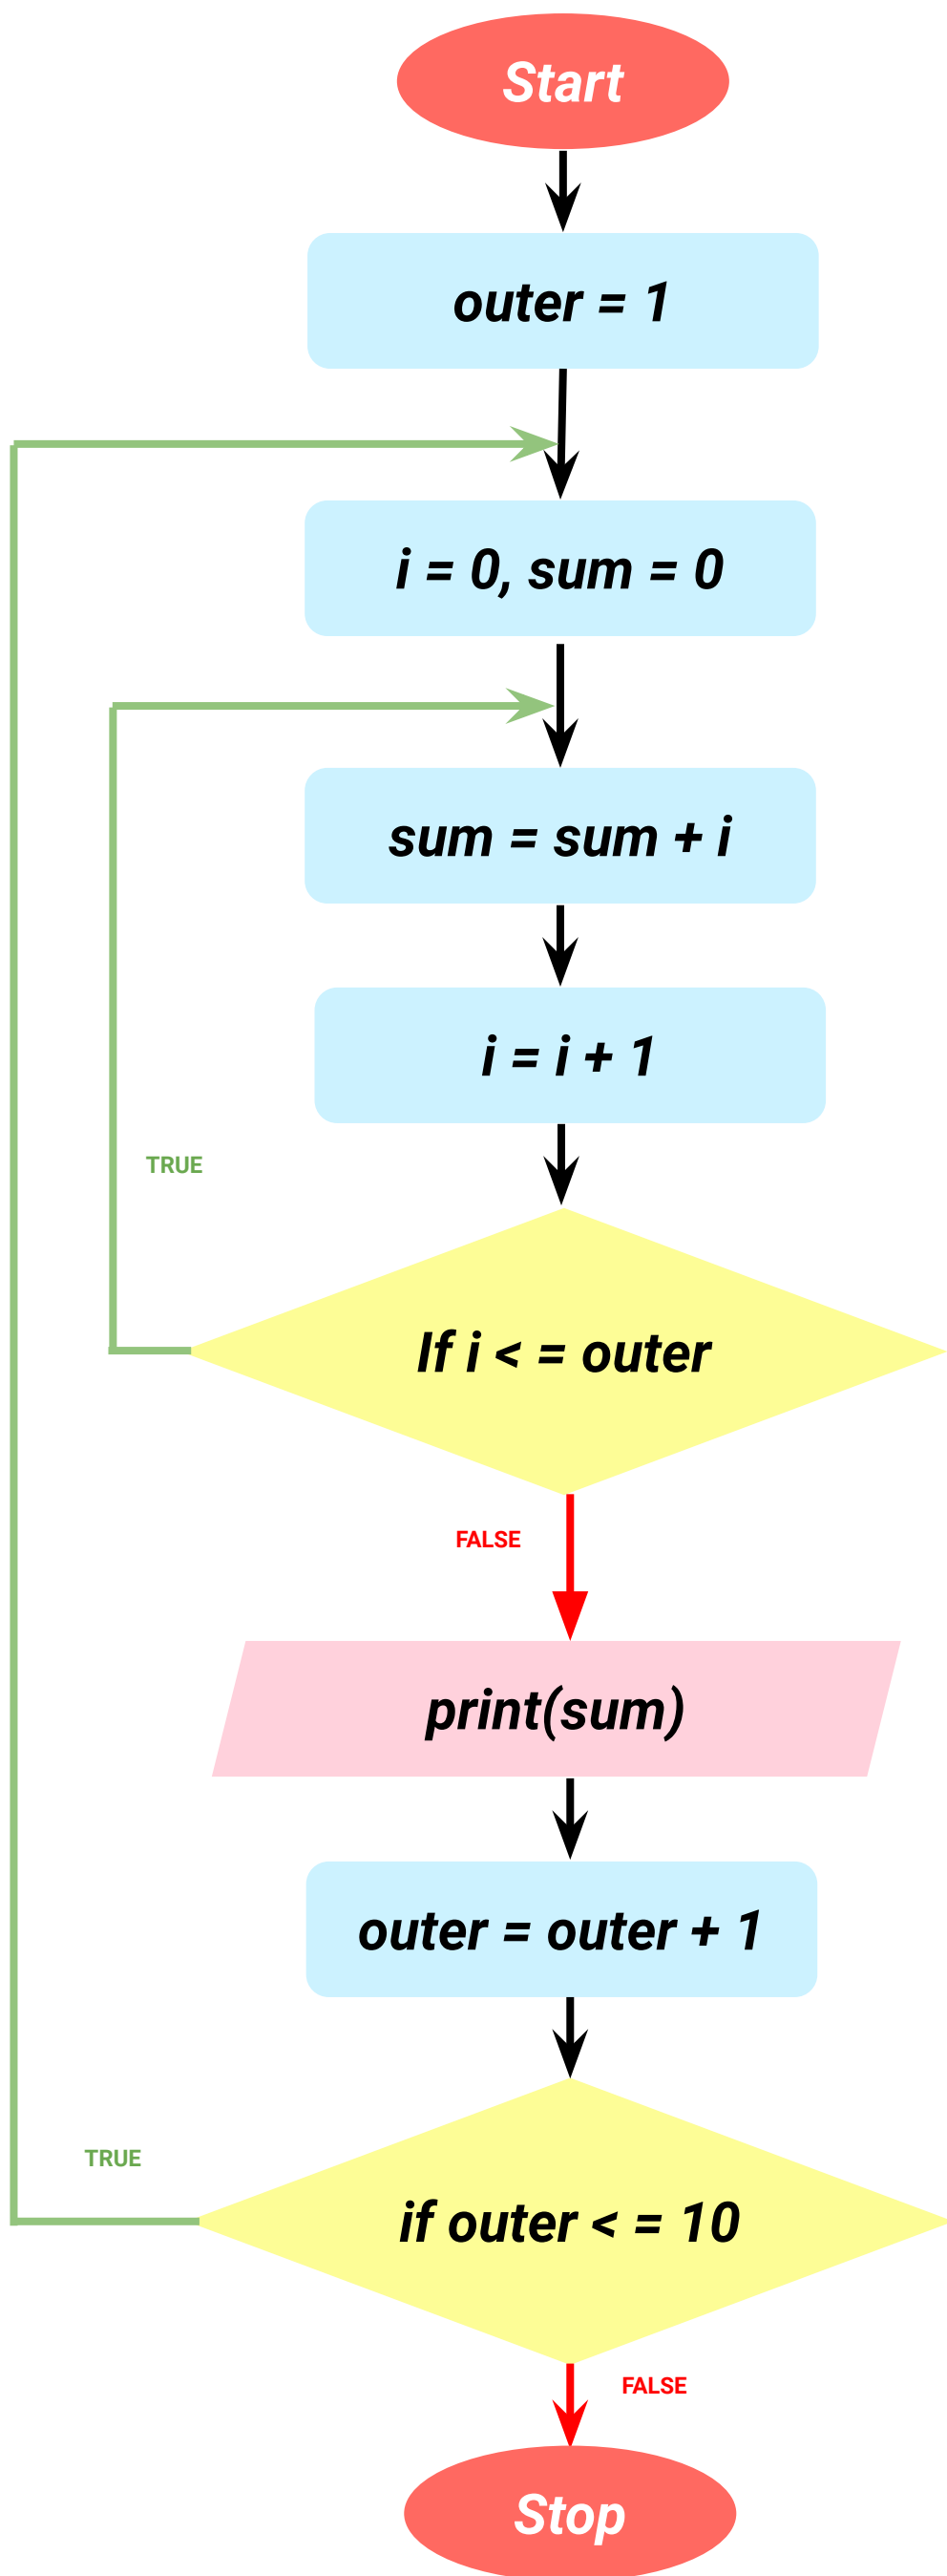 Start
outer = 1
i = 0, sum = 0
sum = sum + i
i = i + 1
TRUE
If i < = outer
FALSE
print(sum)
outer = outer + 1
TRUE
if outer < = 10
FALSE
Stop